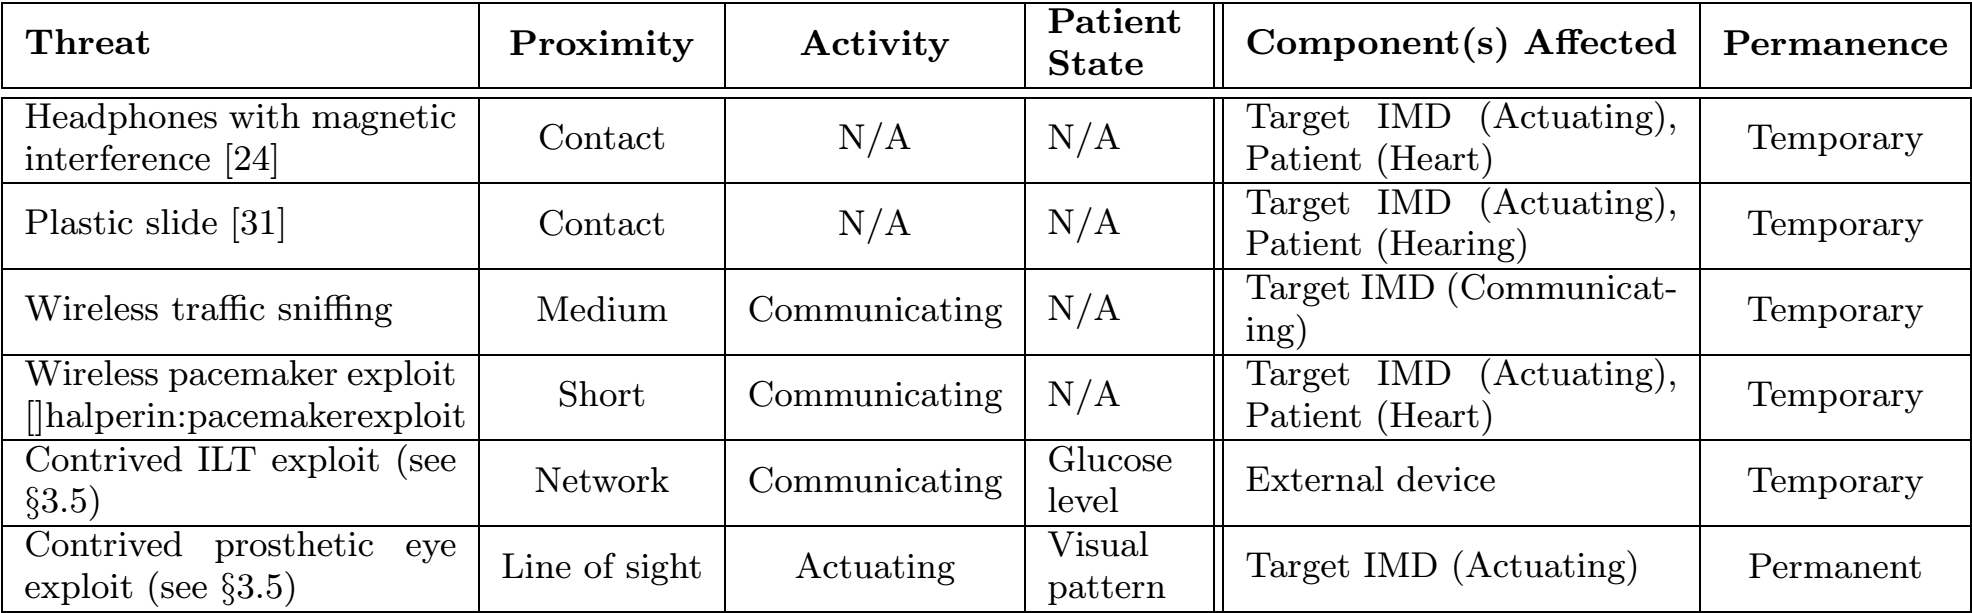 Threat Proximity Activity Patient State Component(s) Affected Permanence
Headphones with magnetic interference [24] Contact N/A N/A Target IMD (Actuating), Patient (Heart) Temporary
Plastic slide [31] Contact N/A N/A Target IMD (Actuating), Patient (Hearing) Temporary
Wireless traffic sniffing Medium Communicating N/A Target IMD (Communicat-ing) Temporary
Wireless pacemaker exploit []halperin:pacemakerexploit Short Communicating N/A Target IMD (Actuating), Patient (Heart) Temporary
Contrived ILT exploit (see §3.5) Network Communicating Glucose level External device Temporary
Contrived prosthetic eye exploit (see §3.5) Line of sight Actuating Visual pattern Target IMD (Actuating) Permanent